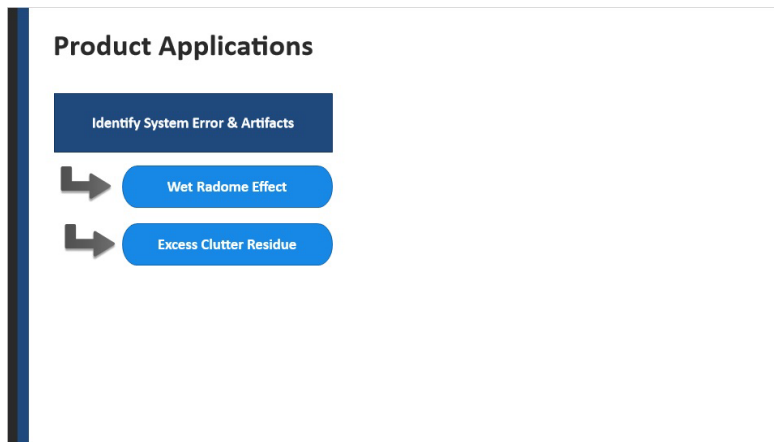 Product Applications
Identify System Error & Artifacts
Wet Radome Effect
Excess Clutter Residue